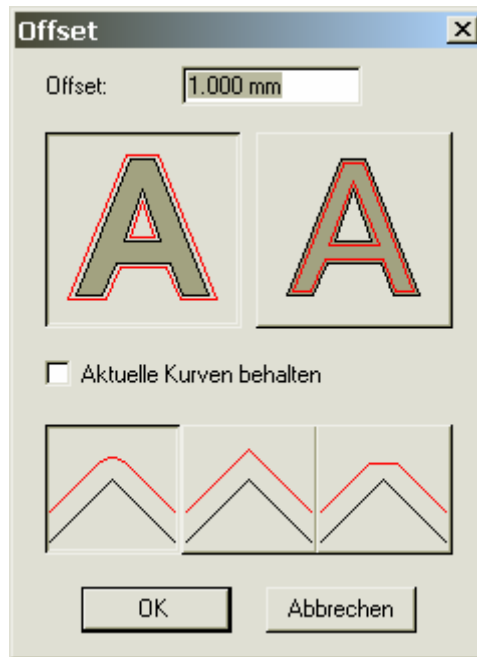 Offset
Offset: 1.000 mm
A A
Aktuelle Kurven behalten
OK Abbrechen